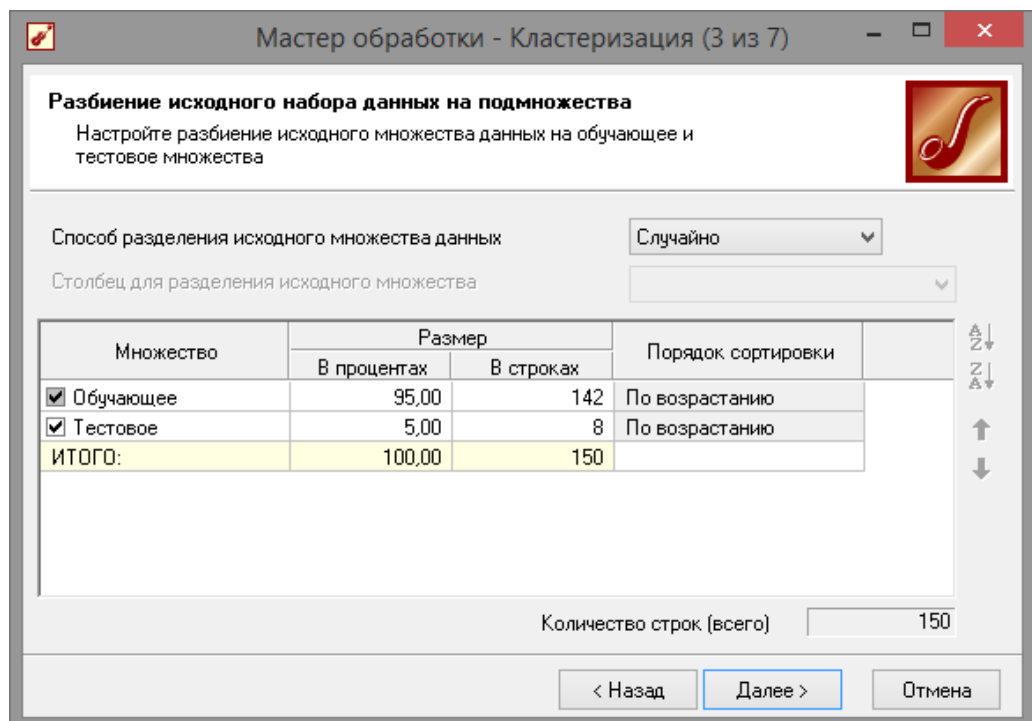 Мастер обработки - Кластеризация (3 из 7)
Разбиение исходного набора данных на подмножества
Настройте разбиение исходного множества данных на обучающее и
тестовое множества
Способ разделения исходного множества данных Случайно
Столбец для разделения исходного множества
Множество Размер Порядок сортировки
В процентах В строках
Обучающее 95,00 142 По возрастанию
Тестовое 5,00 8 По возрастанию
ИТОГО: 100,00 150
A Z
Z A
Количество строк (всего) 150
< Назад Далее > Отмена